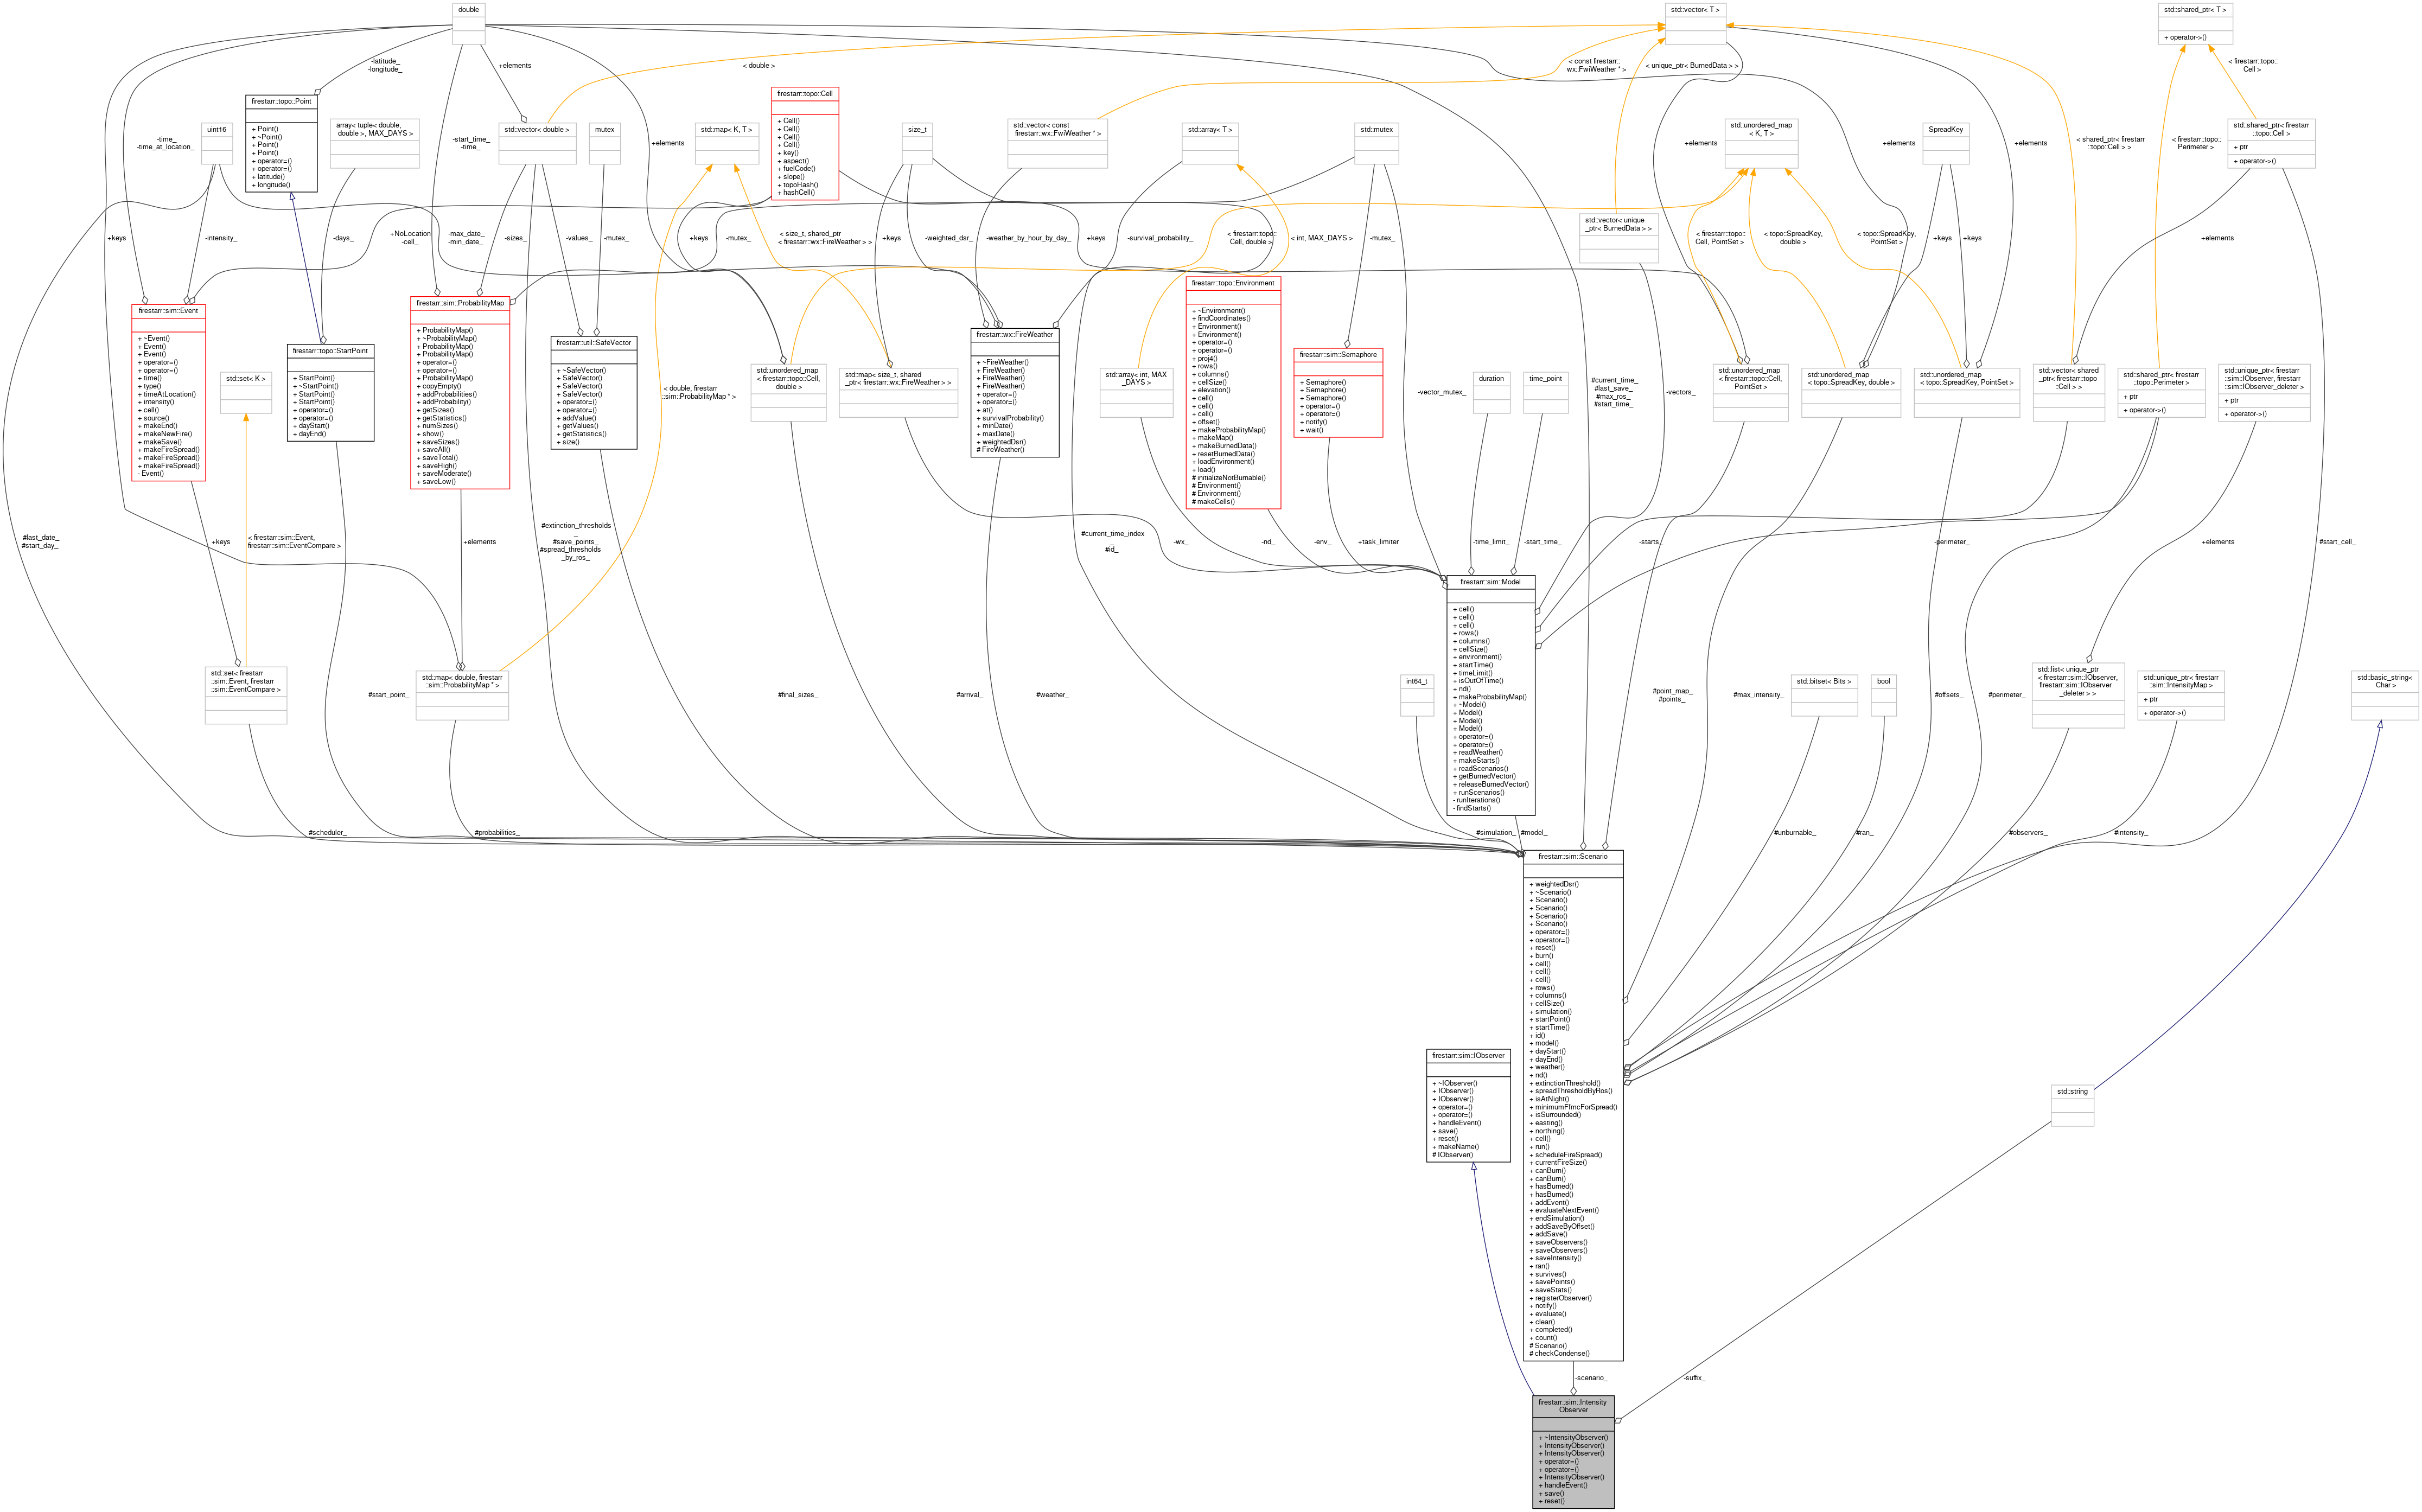 double
std::vector< T >
std::shared_ptr< T >
+ operator->()
-latitude_
-longitude_
+elements
< double >
< const firestarr::
wx::FwiWeather * >
< unique_ptr< BurnedData > >
< firestarr::topo::
Cell >
firestarr::topo::Point
+ Point()
+ ~Point()
+ Point()
+ Point()
+ operator=()
+ operator=()
+ latitude()
+ longitude()
firestarr::topo::Cell
+ Cell()
+ Cell()
+ Cell()
+ Cell()
+ key()
+ aspect()
+ fuelCode()
+ slope()
+ topoHash()
+ hashCell()
uint16
array< tuple< double,
double >, MAX_DAYS >
std::vector< double >
mutex
std::map< K, T >
size_t
std::vector< const
firestarr::wx::FwiWeather * >
std::array< T >
std::mutex
std::unordered_map
< K, T >
SpreadKey
std::shared_ptr< firestarr
::topo::Cell >
+ ptr
+ operator->()
-time_
-time_at_location_
-start_time_
-time_
+elements
+elements
+elements
+elements
< shared_ptr< firestarr
::topo::Cell > >
< firestarr::topo::
Perimeter >
std::vector< unique
_ptr< BurnedData > >
+keys
-intensity_
-days_
+NoLocation
-cell_
-max_date_
-min_date_
-sizes_
-values_
-mutex_
+keys
-mutex_
< size_t, shared_ptr
< firestarr::wx::FireWeather > >
+keys
-weighted_dsr_
-weather_by_hour_by_day_
+keys
-survival_probability_
< firestarr::topo::
Cell, double >
< int, MAX_DAYS >
-mutex_
< firestarr::topo::
Cell, PointSet >
< topo::SpreadKey,
double >
< topo::SpreadKey,
PointSet >
+keys
+keys
+elements
firestarr::sim::Event
+ ~Event()
+ Event()
+ Event()
+ operator=()
+ operator=()
+ time()
+ type()
+ timeAtLocation()
+ intensity()
+ cell()
+ source()
+ makeEnd()
+ makeNewFire()
+ makeSave()
+ makeFireSpread()
+ makeFireSpread()
+ makeFireSpread()
- Event()
firestarr::topo::StartPoint
+ StartPoint()
+ ~StartPoint()
+ StartPoint()
+ StartPoint()
+ operator=()
+ operator=()
+ dayStart()
+ dayEnd()
firestarr::sim::ProbabilityMap
+ ProbabilityMap()
+ ~ProbabilityMap()
+ ProbabilityMap()
+ ProbabilityMap()
+ operator=()
+ operator=()
+ ProbabilityMap()
+ copyEmpty()
+ addProbabilities()
+ addProbability()
+ getSizes()
+ getStatistics()
+ numSizes()
+ show()
+ saveSizes()
+ saveAll()
+ saveTotal()
+ saveHigh()
+ saveModerate()
+ saveLow()
firestarr::util::SafeVector
+ ~SafeVector()
+ SafeVector()
+ SafeVector()
+ SafeVector()
+ operator=()
+ operator=()
+ addValue()
+ getValues()
+ getStatistics()
+ size()
std::unordered_map
< firestarr::topo::Cell,
double >
std::map< size_t, shared
_ptr< firestarr::wx::FireWeather > >
firestarr::wx::FireWeather
+ ~FireWeather()
+ FireWeather()
+ FireWeather()
+ FireWeather()
+ operator=()
+ operator=()
+ at()
+ survivalProbability()
+ minDate()
+ maxDate()
+ weightedDsr()
# FireWeather()
std::array< int, MAX
_DAYS >
firestarr::topo::Environment
+ ~Environment()
+ findCoordinates()
+ Environment()
+ Environment()
+ operator=()
+ operator=()
+ proj4()
+ rows()
+ columns()
+ cellSize()
+ elevation()
+ cell()
+ cell()
+ cell()
+ offset()
+ makeProbabilityMap()
+ makeMap()
+ makeBurnedData()
+ resetBurnedData()
+ loadEnvironment()
+ load()
# initializeNotBurnable()
# Environment()
# Environment()
# makeCells()
firestarr::sim::Semaphore
+ Semaphore()
+ Semaphore()
+ Semaphore()
+ operator=()
+ operator=()
+ notify()
+ wait()
-vector_mutex_
duration
time_point
#current_time_
#last_save_
#max_ros_
#start_time_
-vectors_
std::unordered_map
< firestarr::topo::Cell,
PointSet >
std::unordered_map
< topo::SpreadKey, double >
std::unordered_map
< topo::SpreadKey, PointSet >
std::vector< shared
_ptr< firestarr::topo
::Cell > >
std::shared_ptr< firestarr
::topo::Perimeter >
+ ptr
+ operator->()
std::unique_ptr< firestarr
::sim::IObserver, firestarr
::sim::IObserver_deleter >
+ ptr
+ operator->()
std::set< K >
< double, firestarr
::sim::ProbabilityMap * >
#last_date_
#start_day_
+keys
< firestarr::sim::Event,
firestarr::sim::EventCompare >
+elements
#extinction_thresholds
_
#save_points_
#spread_thresholds
_by_ros_
#current_time_index
_
#id_
-wx_
-nd_
-env_
+task_limiter
-time_limit_
-start_time_
-starts_
-perimeter_
+elements
#start_cell_
firestarr::sim::Model
+ cell()
+ cell()
+ cell()
+ rows()
+ columns()
+ cellSize()
+ environment()
+ startTime()
+ timeLimit()
+ isOutOfTime()
+ nd()
+ makeProbabilityMap()
+ ~Model()
+ Model()
+ Model()
+ Model()
+ operator=()
+ operator=()
+ readWeather()
+ makeStarts()
+ readScenarios()
+ getBurnedVector()
+ releaseBurnedVector()
+ runScenarios()
- runIterations()
- findStarts()
std::set< firestarr
::sim::Event, firestarr
::sim::EventCompare >
#start_point_
std::map< double, firestarr
::sim::ProbabilityMap * >
#final_sizes_
#arrival_
#weather_
int64_t
#point_map_
#points_
#max_intensity_
std::bitset< Bits >
bool
#offsets_
#perimeter_
std::list< unique_ptr
< firestarr::sim::IObserver,
firestarr::sim::IObserver
_deleter > >
std::unique_ptr< firestarr
::sim::IntensityMap >
+ ptr
+ operator->()
std::basic_string<
Char >
#scheduler_
#probabilities_
#simulation_
#model_
#unburnable_
#ran_
#observers_
#intensity_
firestarr::sim::Scenario
+ weightedDsr()
+ ~Scenario()
+ Scenario()
+ Scenario()
+ Scenario()
+ Scenario()
+ operator=()
+ operator=()
+ reset()
+ burn()
+ cell()
+ cell()
+ cell()
+ rows()
+ columns()
+ cellSize()
+ simulation()
+ startPoint()
+ startTime()
+ id()
+ model()
+ dayStart()
+ dayEnd()
+ weather()
+ nd()
+ extinctionThreshold()
+ spreadThresholdByRos()
+ isAtNight()
+ minimumFfmcForSpread()
+ isSurrounded()
+ easting()
+ northing()
+ cell()
+ run()
+ scheduleFireSpread()
+ currentFireSize()
+ canBurn()
+ canBurn()
+ hasBurned()
+ hasBurned()
+ addEvent()
+ evaluateNextEvent()
+ endSimulation()
+ addSaveByOffset()
+ addSave()
+ saveObservers()
+ saveObservers()
+ saveIntensity()
+ ran()
+ survives()
+ savePoints()
+ saveStats()
+ registerObserver()
+ notify()
+ evaluate()
+ clear()
+ completed()
+ count()
# Scenario()
# checkCondense()
firestarr::sim::IObserver
+ ~IObserver()
+ IObserver()
+ IObserver()
+ operator=()
+ operator=()
+ handleEvent()
+ save()
+ reset()
+ makeName()
# IObserver()
std::string
-scenario_
-suffix_
firestarr::sim::Intensity
Observer
+ ~IntensityObserver()
+ IntensityObserver()
+ IntensityObserver()
+ operator=()
+ operator=()
+ IntensityObserver()
+ handleEvent()
+ save()
+ reset()